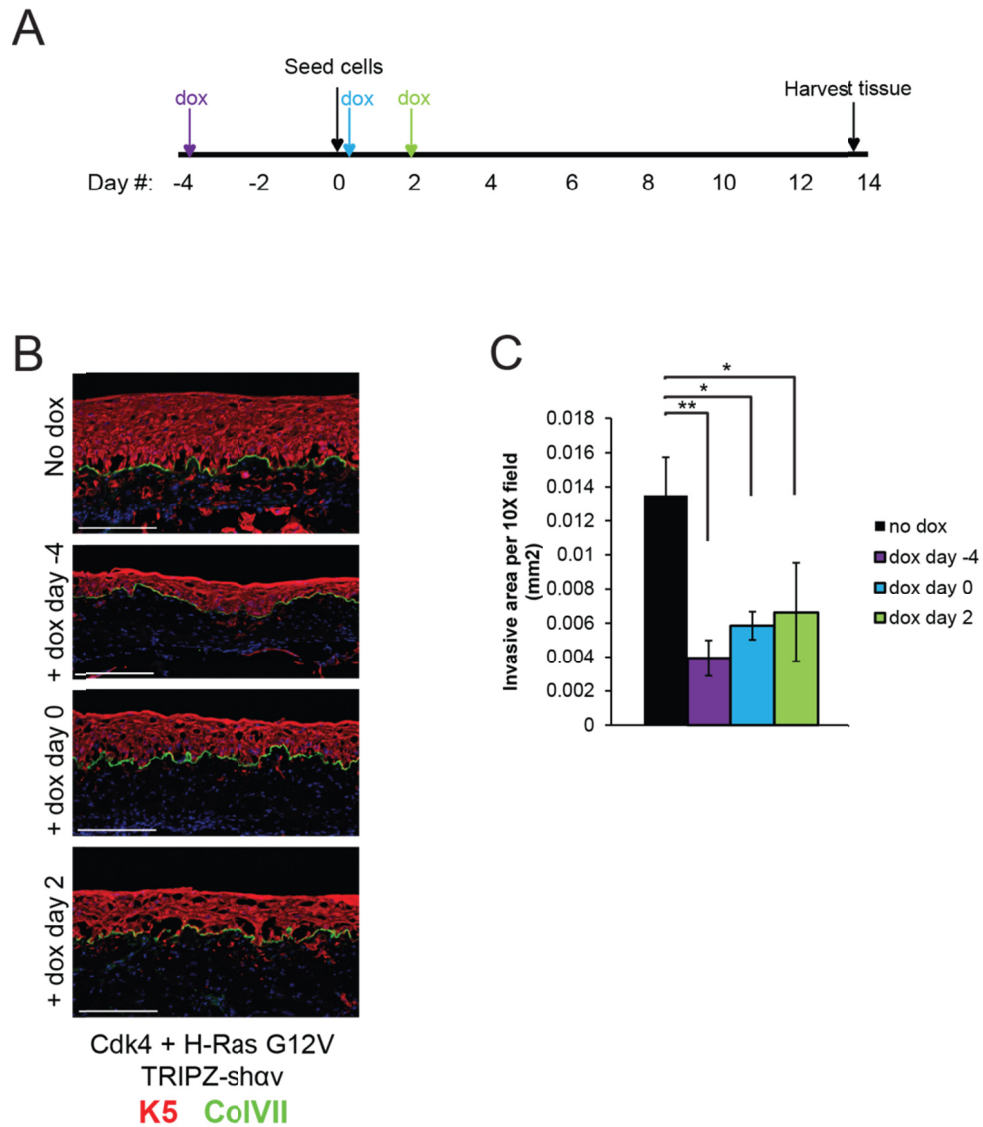 A
Seed cells
dox dox dox
Harvest tissue
Day #: -4 -2 0 2 4 6 8 10 12 14
B
No dox
+ dox day -4
+ dox day 0
+ dox day 2
Cdk4 + H-Ras G12V
TRIPZ-shαv
K5 ColVII
C
Invasive area per 10X field
(mm2)
0.018
0.016
0.014
0.012
0.01
0.008
0.006
0.004
0.002
0
*
*
**
no dox
dox day -4
dox day 0
dox day 2